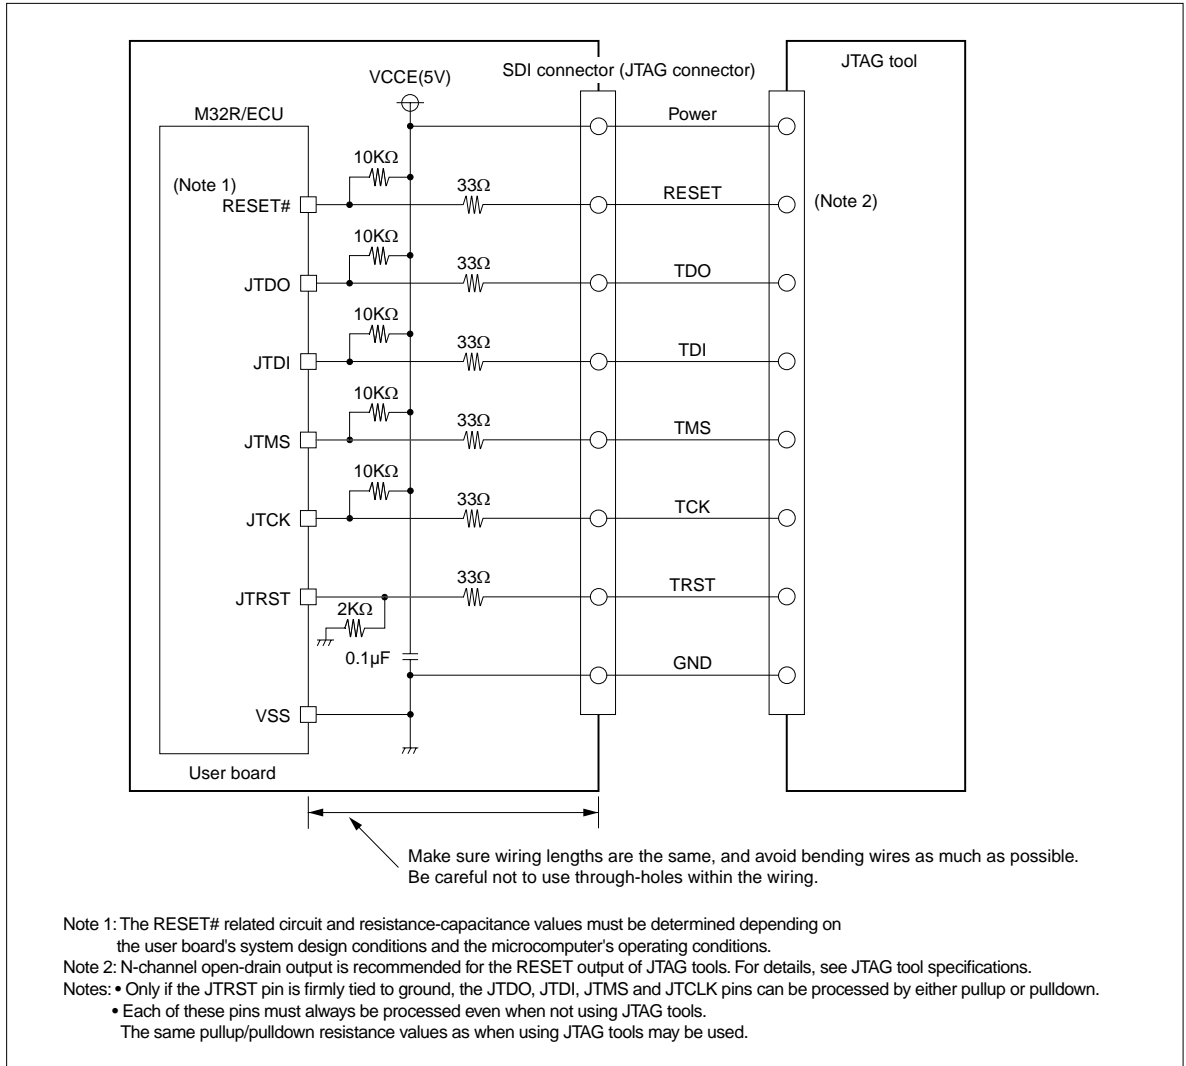 SDI connector (JTAG connector)
JTAG tool
VCCE(5V)
M32R/ECU
Power
10KΩ
(Note 1)
RESET#
33Ω
RESET
(Note 2)
10KΩ
JTDO
33Ω
TDO
10KΩ
JTDI
33Ω
TDI
10KΩ
JTMS
33Ω
TMS
10KΩ
JTCK
33Ω
TCK
JTRST
33Ω
TRST
2KΩ
0.1µF
GND
VSS
User board
Make sure wiring lengths are the same, and avoid bending wires as much as possible.
Be careful not to use through-holes within the wiring.
Note 1: The RESET# related circuit and resistance-capacitance values must be determined depending on
the user board's system design conditions and the microcomputer's operating conditions.
Note 2: N-channel open-drain output is recommended for the RESET output of JTAG tools. For details, see JTAG tool specifications.
Notes: • Only if the JTRST pin is firmly tied to ground, the JTDO, JTDI, JTMS and JTCLK pins can be processed by either pullup or pulldown.
• Each of these pins must always be processed even when not using JTAG tools.
The same pullup/pulldown resistance values as when using JTAG tools may be used.